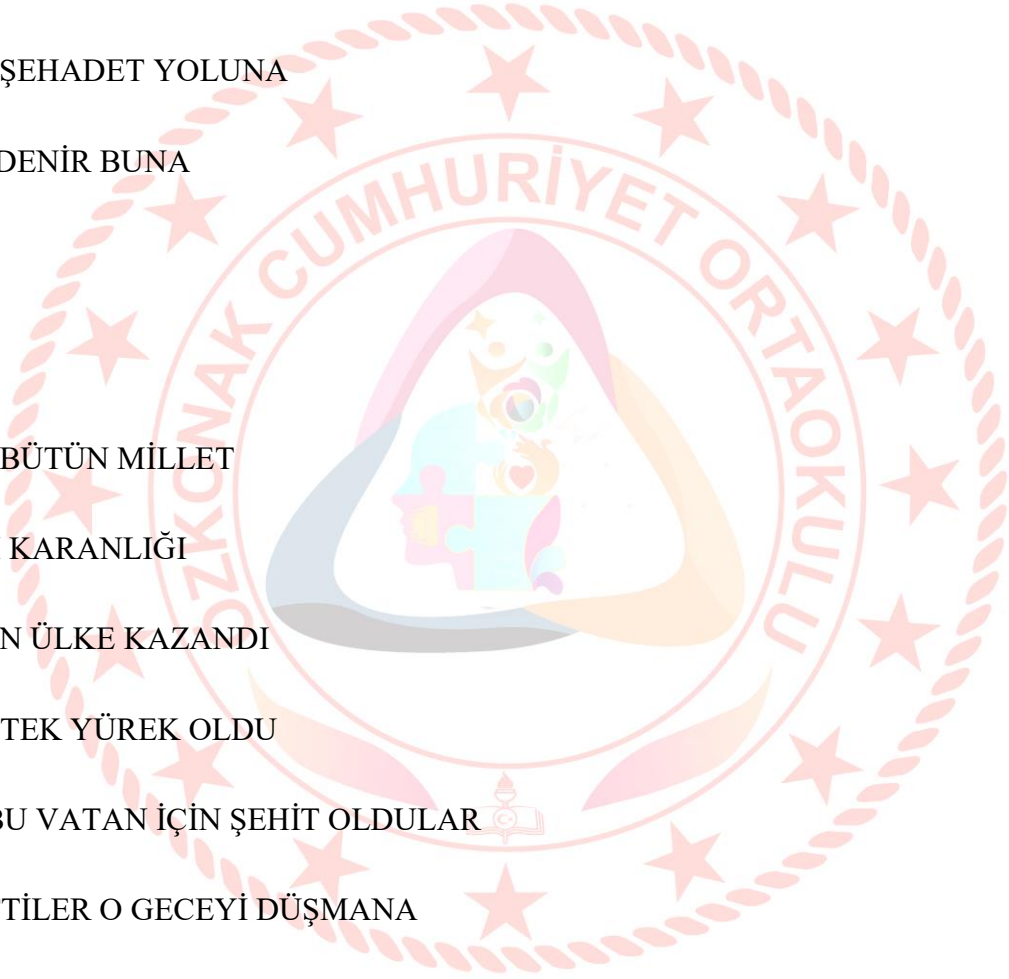 ŞEHADET YOLUNA
DENİR BUNA
BÜTÜN MİLLET
KARANLIĞI
N ÜLKE KAZANDI
TEK YÜREK OLDU
BU VATAN İÇİN ŞEHİT OLDULAR
TİLER O GECEYİ DÜŞMANA
ÖZKONAK CUMHURİYET ORTAOKULU